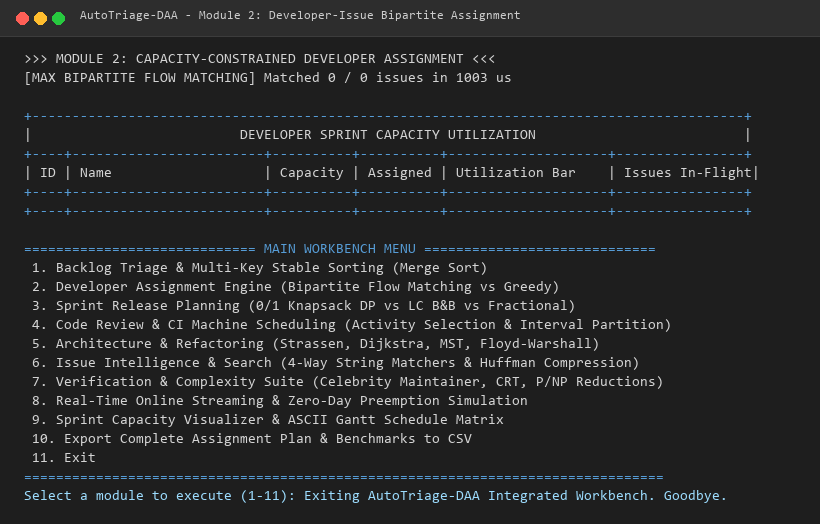 AutoTriage-DAA - Module 2: Developer-Issue Bipartite Assignment
>>> MODULE 2: CAPACITY-CONSTRAINED DEVELOPER ASSIGNMENT <<<
[MAX BIPARTITE FLOW MATCHING] Matched 0 / 0 issues in 1003 us
+----------------------------------------------------------------------------------------+
|                          DEVELOPER SPRINT CAPACITY UTILIZATION                          |
+----+------------------------+----------+----------+--------------------+----------------+
| ID | Name                   | Capacity | Assigned | Utilization Bar    | Issues In-Flight|
+----+------------------------+----------+----------+--------------------+----------------+
+----+------------------------+----------+----------+--------------------+----------------+
============================= MAIN WORKBENCH MENU =============================
1. Backlog Triage & Multi-Key Stable Sorting (Merge Sort)
2. Developer Assignment Engine (Bipartite Flow Matching vs Greedy)
3. Sprint Release Planning (0/1 Knapsack DP vs LC B&B vs Fractional)
4. Code Review & CI Machine Scheduling (Activity Selection & Interval Partition)
5. Architecture & Refactoring (Strassen, Dijkstra, MST, Floyd-Warshall)
6. Issue Intelligence & Search (4-Way String Matchers & Huffman Compression)
7. Verification & Complexity Suite (Celebrity Maintainer, CRT, P/NP Reductions)
8. Real-Time Online Streaming & Zero-Day Preemption Simulation
9. Sprint Capacity Visualizer & ASCII Gantt Schedule Matrix
10. Export Complete Assignment Plan & Benchmarks to CSV
11. Exit
================================================================================
Select a module to execute (1-11): Exiting AutoTriage-DAA Integrated Workbench. Goodbye.